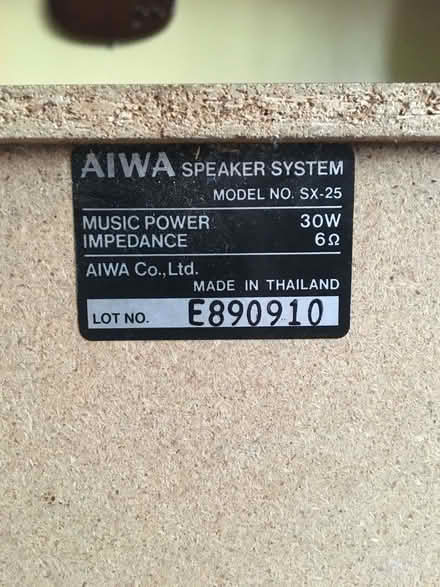 AIWA SPEAKER SYSTEM
MODEL NO. SX-25
MUSIC POWER 30W
IMPEDANCE 6Ω
AIWA Co.,Ltd.
MADE IN THAILAND
LOT NO. E890910